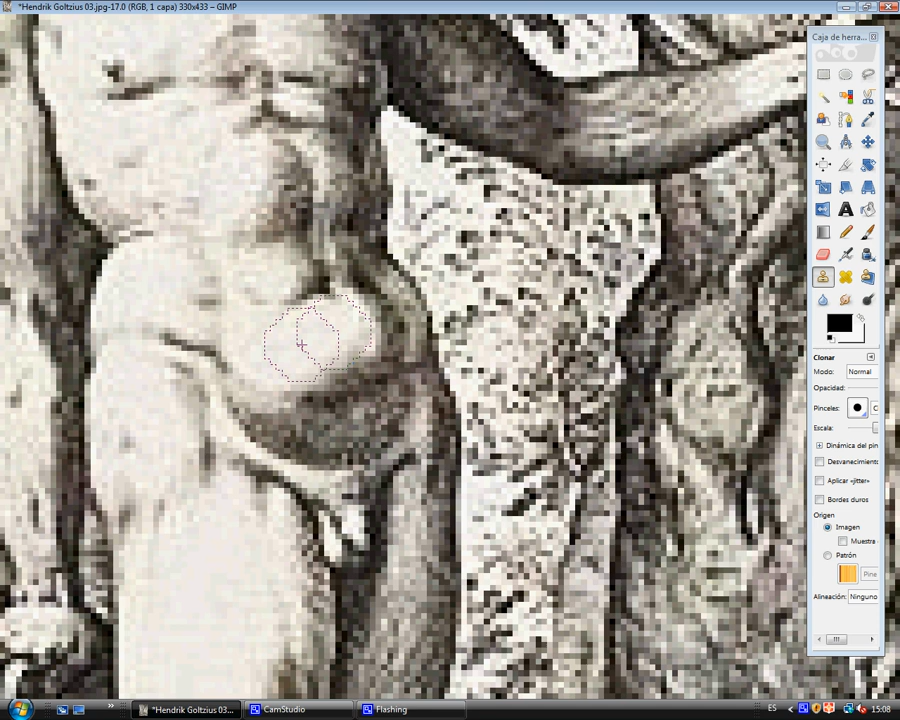 *Hendrik Goltzius 03.jpg-17.0 (RGB, 1 capa) 330x433 – GIMP
Caja de herra...
Clonar
Modo: Normal
Opacidad:
Pinceles:
Escala:
Dinámica del pin
Desvanecimiento
Aplicar «jitter»
Bordes duros
Origen
Imagen
Muestra
Patrón
Pine
Alineación: Ninguno
*Hendrik Goltzius 03... CamStudio Flashing ES 15:08